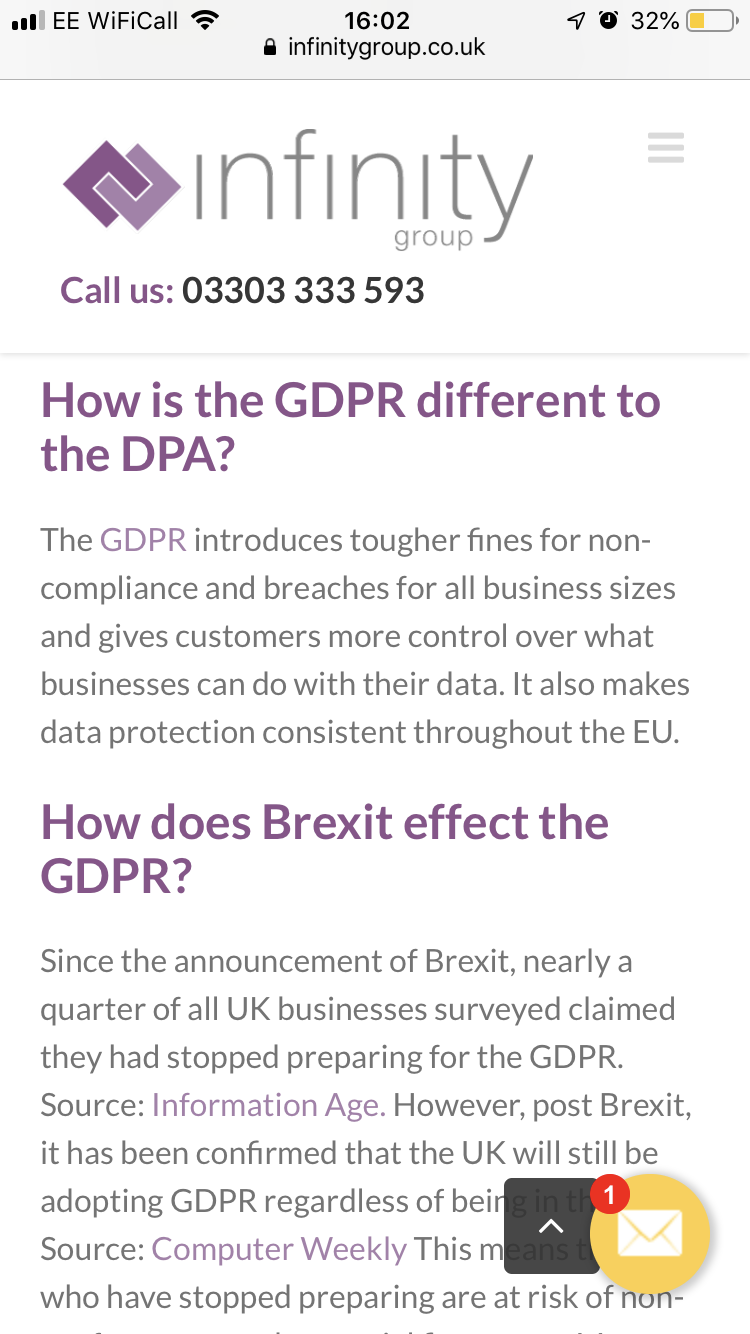 EE WiFiCall 16:02 32%
infinitygroup.co.uk
infinity
group
Call us: 03303 333 593
How is the GDPR different to
the DPA?
The GDPR introduces tougher fines for non-
compliance and breaches for all business sizes
and gives customers more control over what
businesses can do with their data. It also makes
data protection consistent throughout the EU.
How does Brexit effect the
GDPR?
Since the announcement of Brexit, nearly a
quarter of all UK businesses surveyed claimed
they had stopped preparing for the GDPR.
Source: Information Age. However, post Brexit,
it has been confirmed that the UK will still be
adopting GDPR regardless of being in
1
Source: Computer Weekly This means
who have stopped preparing are at risk of non-